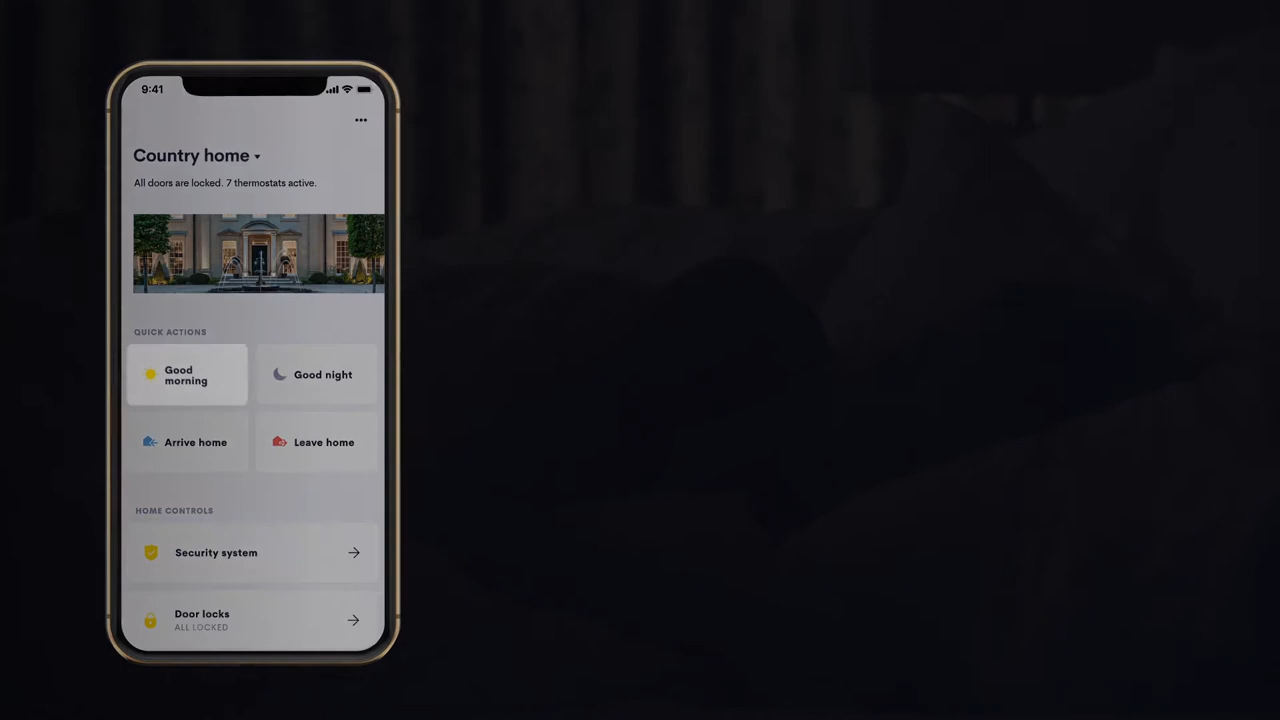 9:41
Country home
All doors are locked. 7 thermostats active.
QUICK ACTIONS
Good morning
Good night
Arrive home
Leave home
HOME CONTROLS
Security system
Door locks
ALL LOCKED